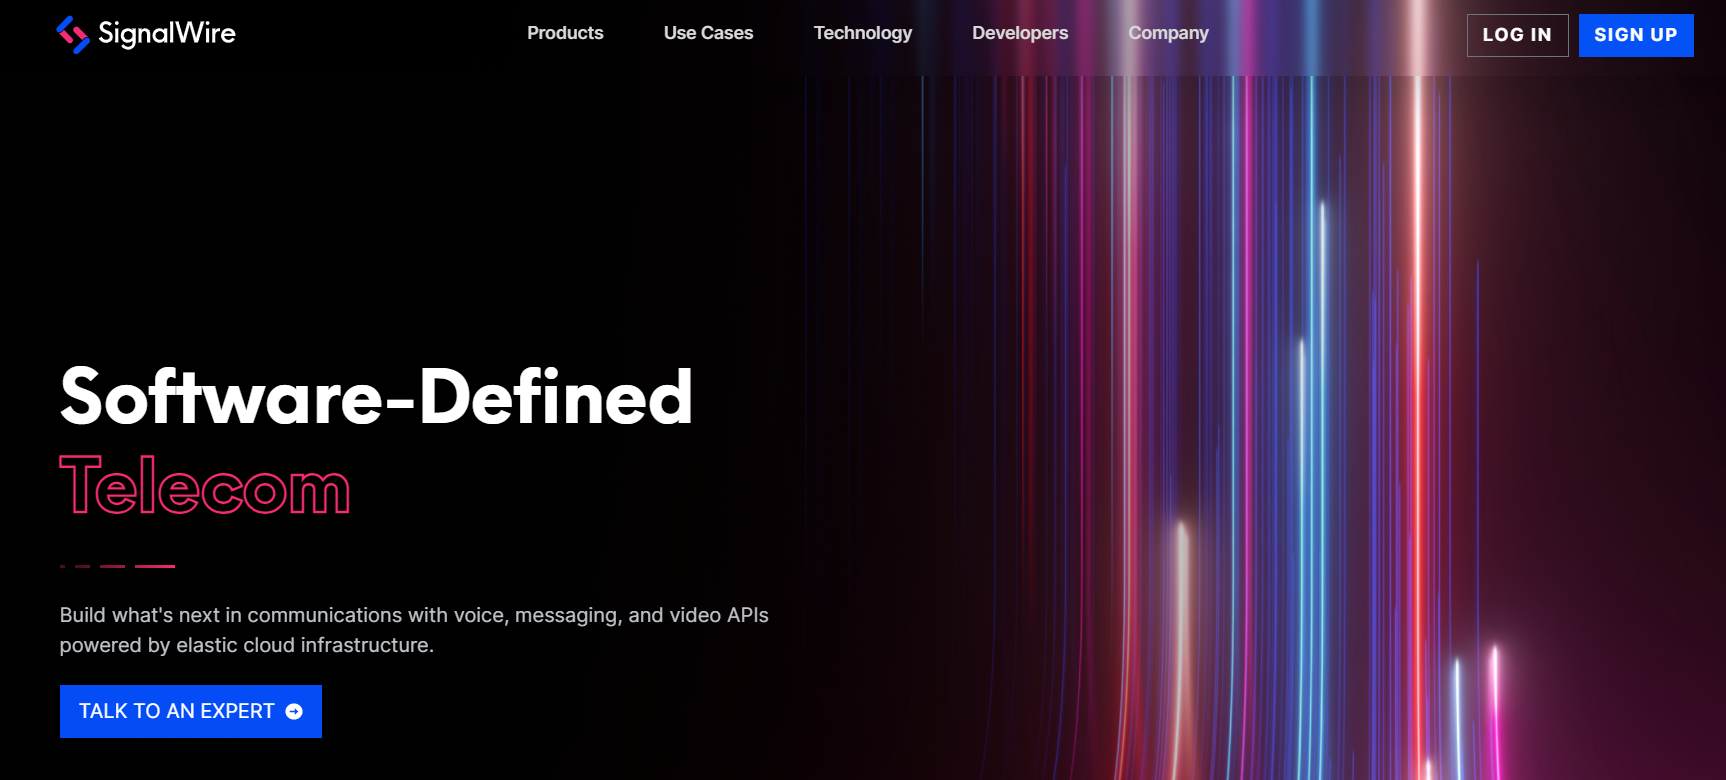 SignalWire
Products
Use Cases
Technology
Developers
Company
LOG IN
SIGN UP
Software-Defined
Telecom
Build what's next in communications with voice, messaging, and video APIs
powered by elastic cloud infrastructure.
TALK TO AN EXPERT